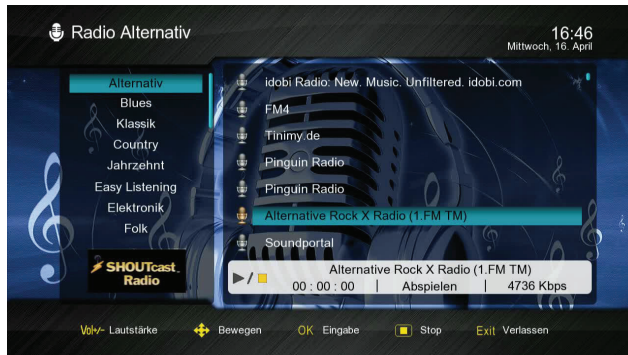 Radio Alternativ
16:46
Mittwoch, 16. April
Alternativ
Blues
Klassik
Country
Jahrzehnt
Easy Listening
Elektronik
Folk
SHOUTcast
Radio
idobi Radio: New. Music. Unfiltered. idobi.com
FM4
Tinimy.de
Pinguin Radio
Pinguin Radio
Alternative Rock X Radio (1.FM TM)
Soundportal
Alternative Rock X Radio (1.FM TM)
00 : 00 : 00 | Abspielen | 4736 Kbps
Vol+/- Lautstärke Bewegen OK Eingabe Stop Exit Verlassen